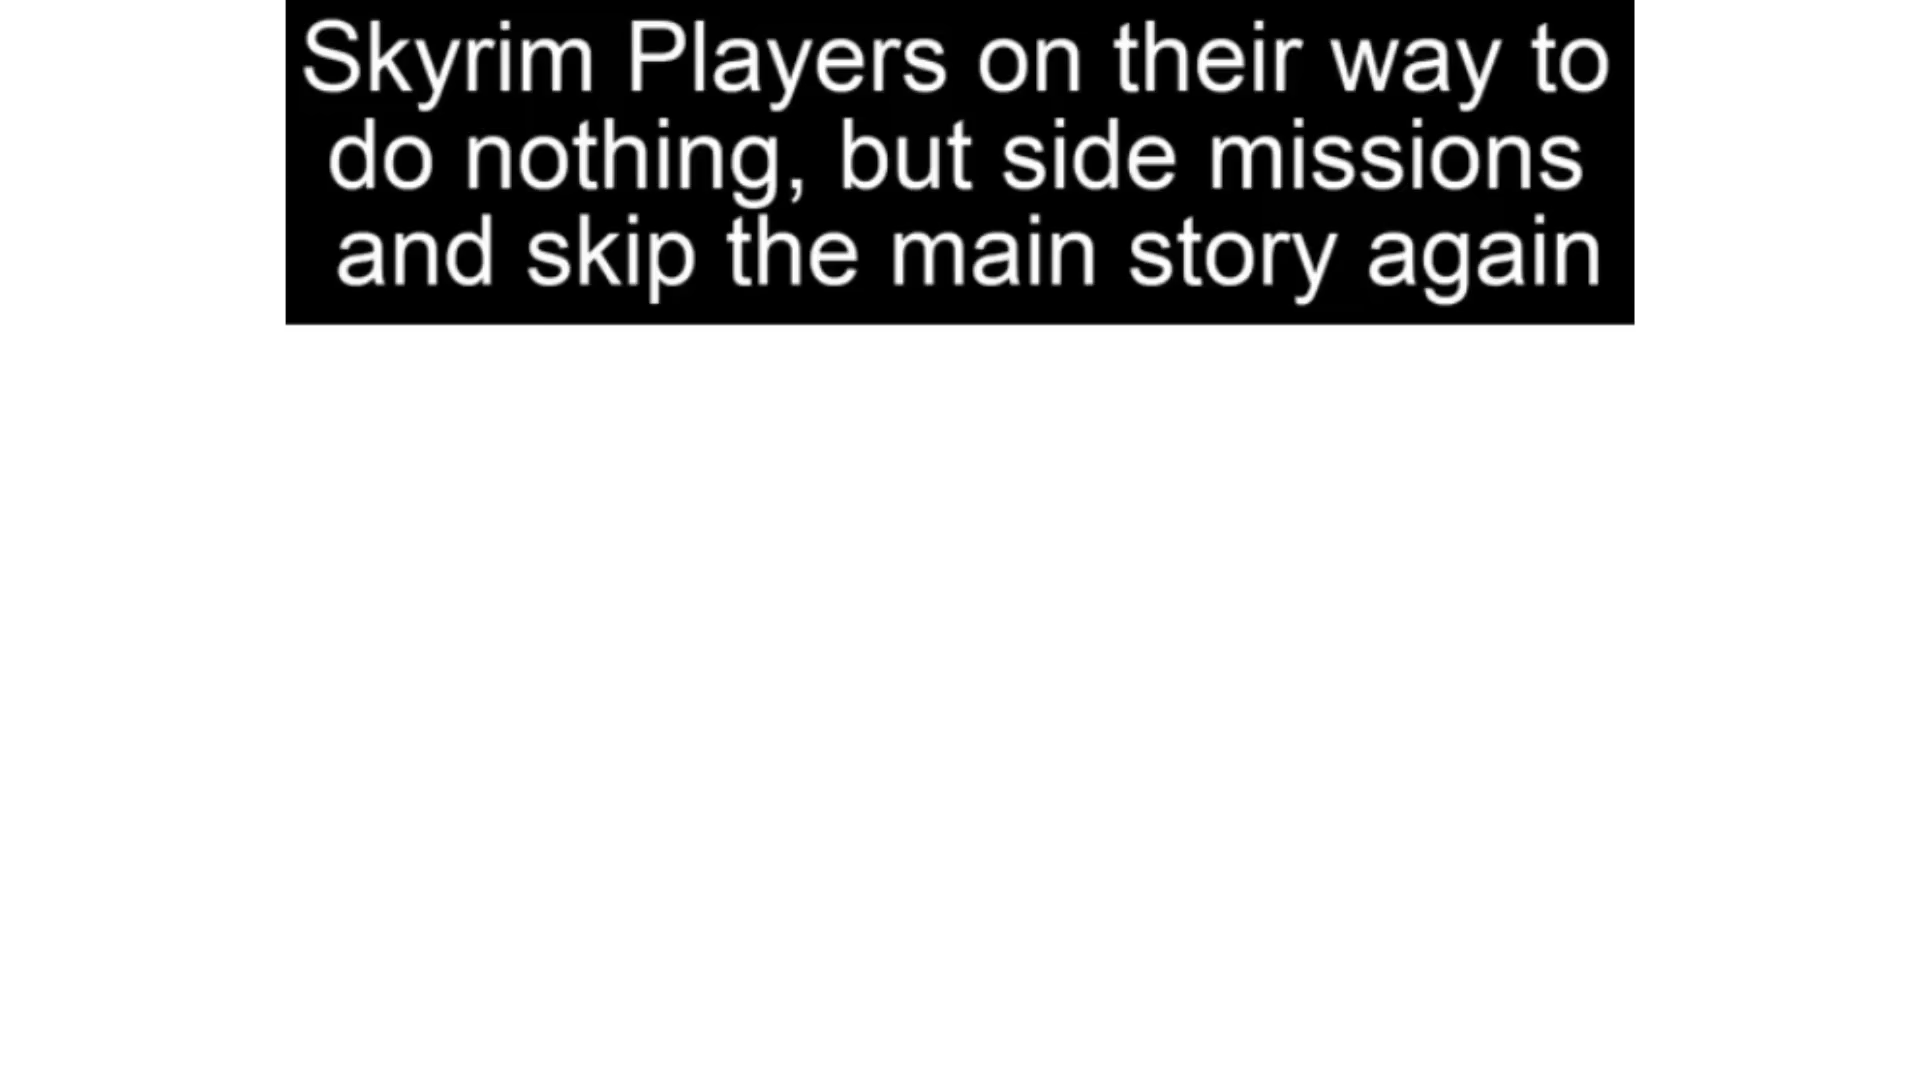 Skyrim Players on their way to
do nothing, but side missions
and skip the main story again